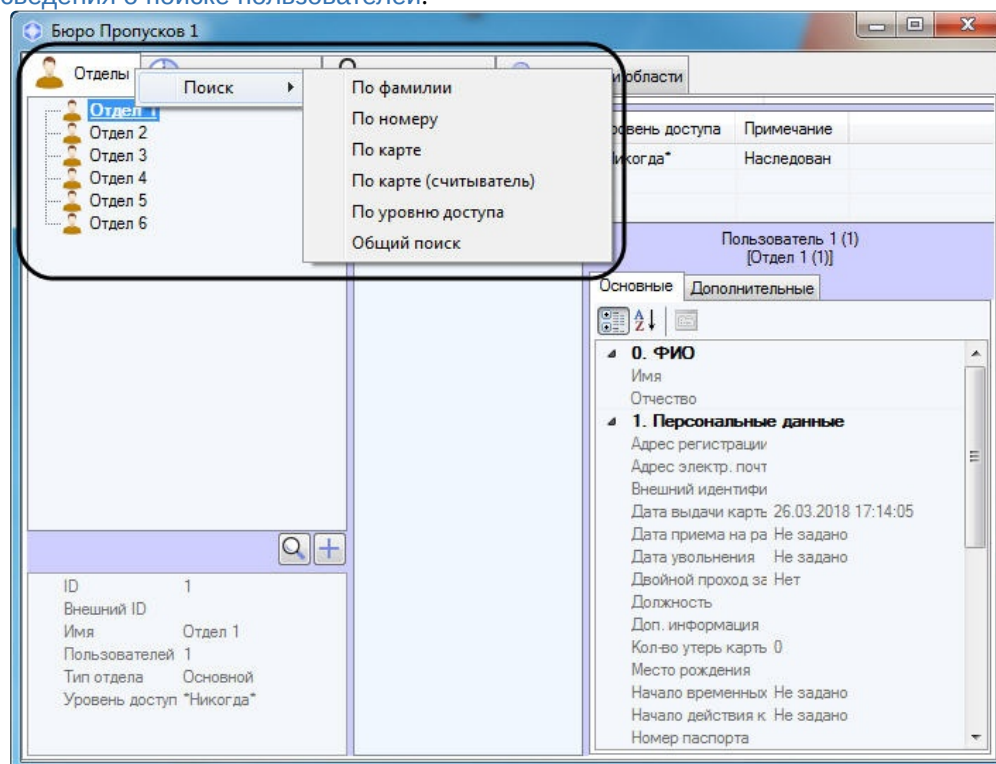 сведения о поиске пользователей.
Бюро Пропусков 1
Отделы
области
Поиск
По фамилии
По номеру
По карте
По карте (считыватель)
По уровню доступа
Общий поиск
Отдел 1
Отдел 2
Отдел 3
Отдел 4
Отдел 5
Отдел 6
доступа Примечание
Наследован
Пользователь 1 (1)
[Отдел 1 (1)]
Основные Дополнительные
0. ФИО
Имя
Отчество
1. Персональные данные
Адрес регистрации
Адрес электр. почт
Внешний идентифи
Дата выдачи карть 26.03.2018 17:14:05
Дата приема на ра Не задано
Дата увольнения Не задано
Двойной проход за Нет
Должность
Доп. информация
Кол-во утерь карть 0
Место рождения
Начало временных Не задано
Начало действия к Не задано
Номер паспорта
ID 1
Внешний ID
Имя Отдел 1
Пользователей 1
Тип отдела Основной
Уровень доступ *Никогда*